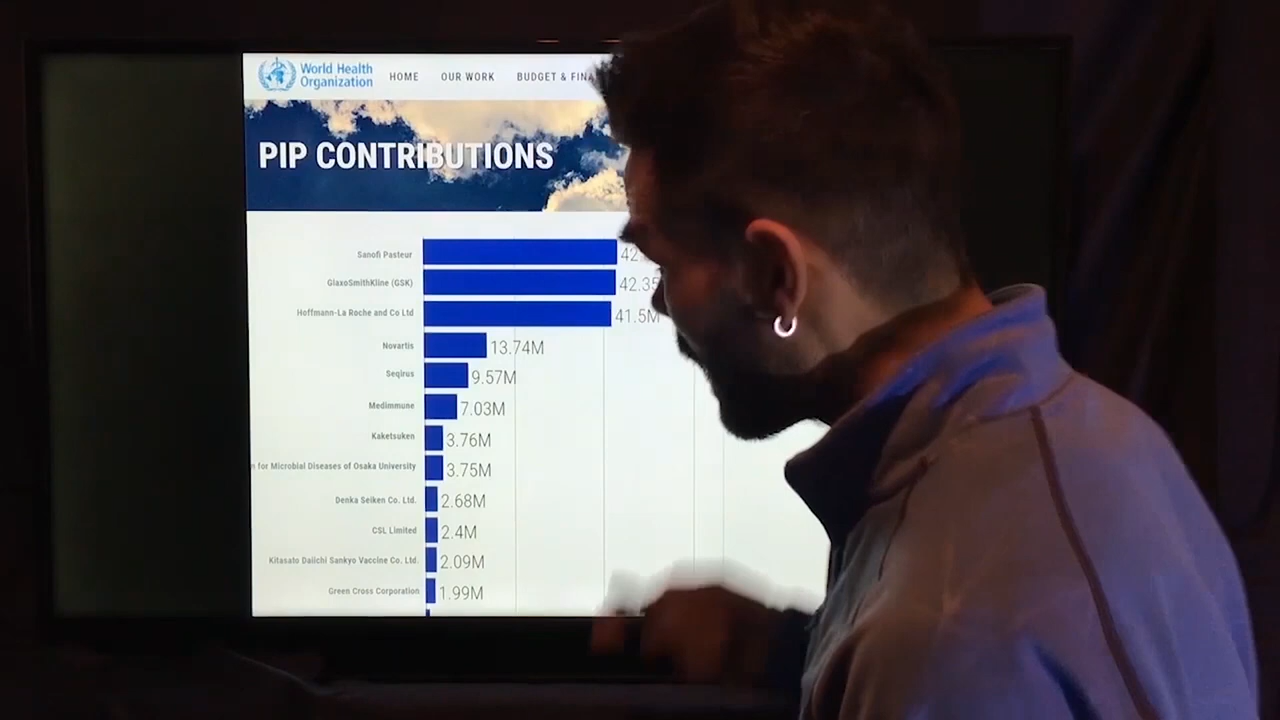 World Health
Organization
HOME
OUR WORK
BUDGET &
PIP CONTRIBUTIONS
Sanofi Pasteur
GlaxoSmithKline (GSK) 42.35
Hoffmann-La Roche and Co Ltd 41.5M
Novartis 13.74M
Seqirus 9.57M
Medimmune 7.03M
Kaketsuken 3.76M
for Microbial Diseases of Osaka University 3.75M
Denka Seiken Co. Ltd. 2.68M
CSL Limited 2.4M
Kitasato Daiichi Sankyo Vaccine Co. Ltd. 2.09M
Green Cross Corporation 1.99M